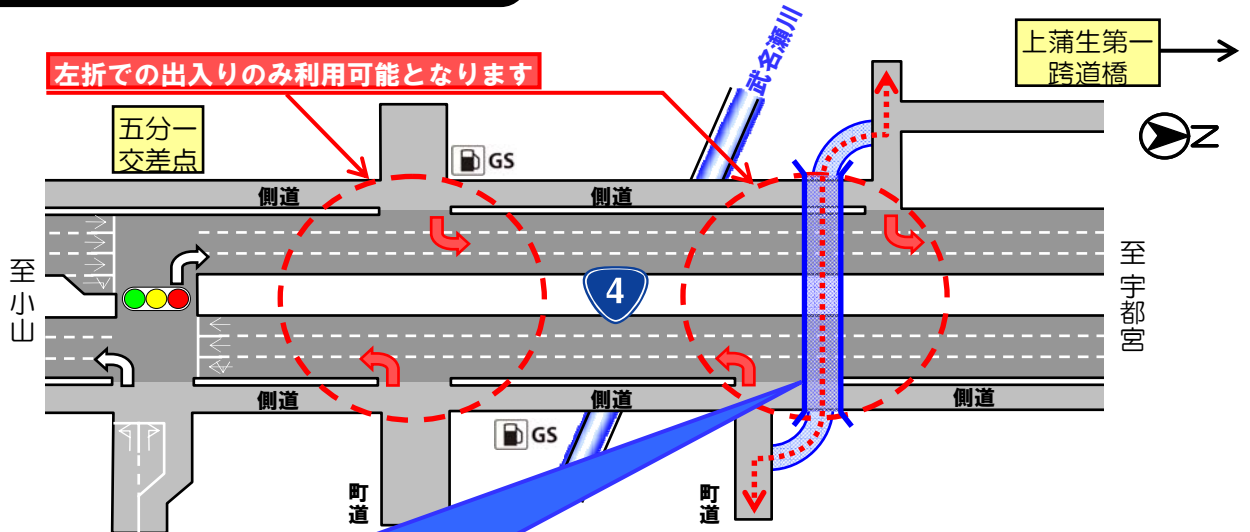 武名瀬川
上蒲生第一
跨道橋
左折での出入りのみ利用可能となります
五分一
交差点
GS
N
側道
側道
至小山
4
至宇都宮
側道
側道
側道
GS
町道
町道